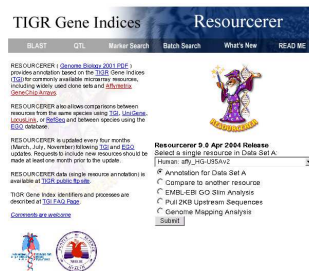 TIGR Gene Indices
Resourcerer
BLAST QTL Marker Search Batch Search What's New READ ME
RESOURCERER ( Genome Biology 2001 PDF )
provides annotation based on the TIGR Gene Indices
(TGI) for commonly available microarray resources,
including widely used clone sets and Affymetrix
GeneChip Arrays.
RESOURCERER also allows comparison between
resources from the same species using TGI, UniGene,
LocusLink, or RefSeq and between species using the
EGO database.
RESOURCERER is updated every four months
(March, July, November) following TGI and EGO
updates. Requests to include new resources should be
made at least one month prior to the update.
RESOURCERER data (single resource annotation) is
available at TIGR public ftp site.
TIGR Gene Index identifiers and processes are
described at TGI FAQ Page.
Comments are welcome
RESOURCERER
Resourcerer 9.0 Apr 2004 Release
Select a single resource in Data Set A:
Human: affy_HG-U95Av2
Annotation for Data Set A
Compare to another resource
EMBL-EBI GO Slim Analysis
Pull 2KB Upstream Sequences
Genome Mapping Analysis
Submit